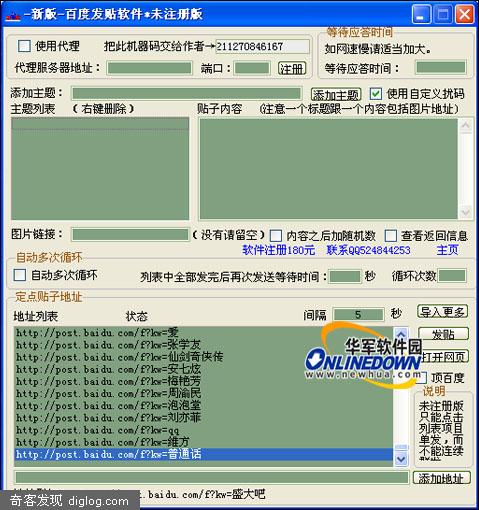 -新版-百度发贴软件*未注册版
使用代理 把此机器码交给作者→ 211270846167
等待应答时间
如网速慢请适当加大。
代理服务器地址： 端口： 注册
等待应答时间：
添加主题： 添加主题 使用自定义扰码
主题列表 （右键删除） 贴子内容 （注意一个标题跟一个内容包括图片地址）
图片链接： （没有请留空） 内容之后加随机数 查看返回信息
软件注册180元 联系QQ524844253 主页
自动多次循环
自动多次循环 列表中全部发完后再次发送等待时间： 秒 循环次数
定点贴子地址
地址列表 状态 间隔 5 秒 导入更多
http://post.baidu.com/f?kw=爱
http://post.baidu.com/f?kw=张学友
http://post.baidu.com/f?kw=仙剑奇侠传
http://post.baidu.com/f?kw=安七炫
http://post.baidu.com/f?kw=梅艳芳
http://post.baidu.com/f?kw=周渝民
http://post.baidu.com/f?kw=泡泡堂
http://post.baidu.com/f?kw=刘亦菲
http://post.baidu.com/f?kw=qq
http://post.baidu.com/f?kw=维方
http://post.baidu.com/f?kw=普通话
发贴
打开网页
顶百度
说明
未注册版
只能点击
列表项目
单发，而
不能连续
华军软件园
ONLINEDOWN
www.newhua.com
添加地址
st.baidu.com/f?kw=盛大吧
奇客发现 diglog.com